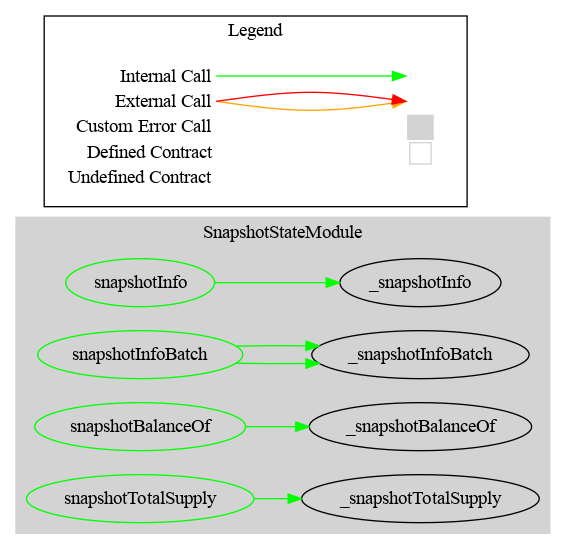 Legend
Internal Call
External Call
Custom Error Call
Defined Contract
Undefined Contract
SnapshotStateModule
snapshotInfo
_snapshotInfo
snapshotInfoBatch
_snapshotInfoBatch
snapshotBalanceOf
_snapshotBalanceOf
snapshotTotalSupply
_snapshotTotalSupply